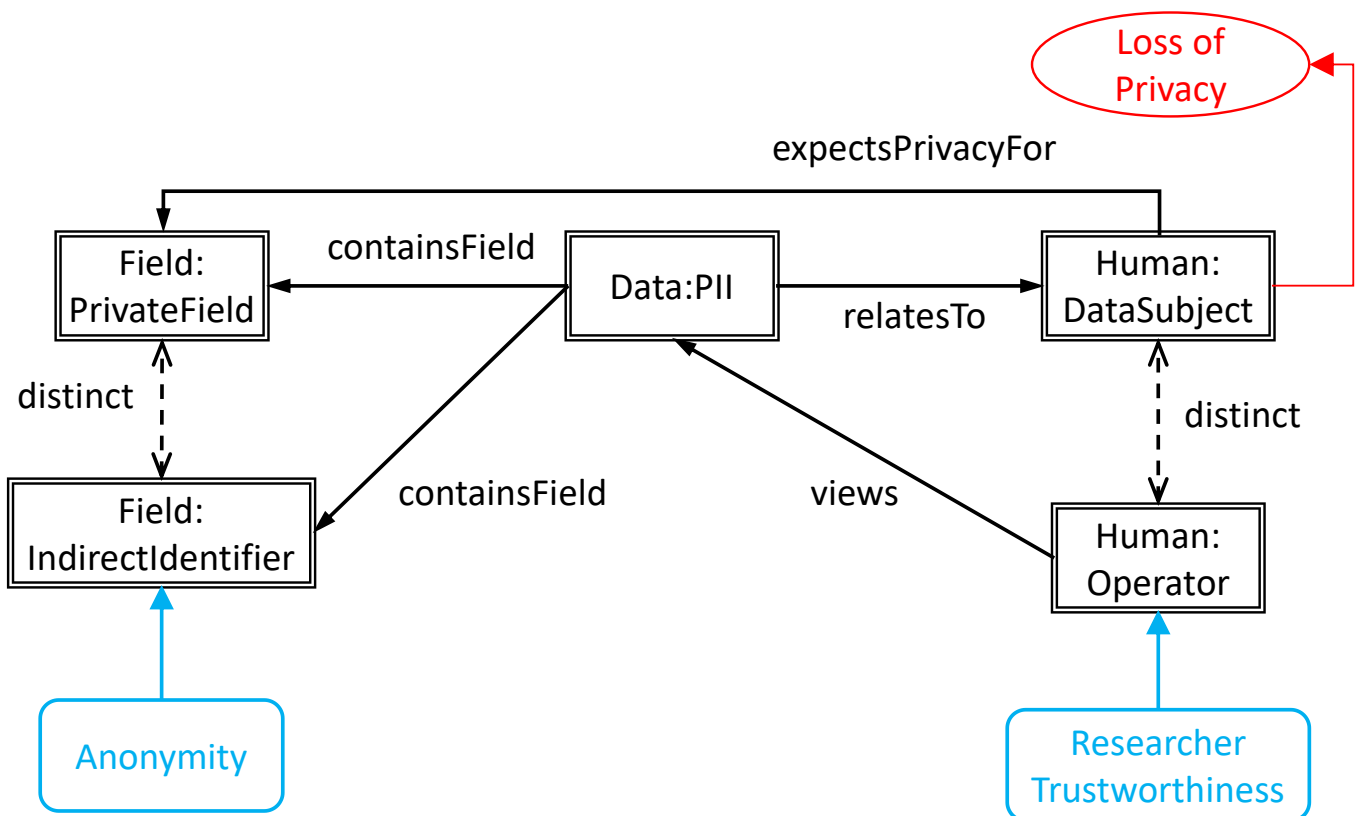 Loss of
Privacy
expectsPrivacyFor
Field:
PrivateField
containsField
Data:PII
relatesTo
Human:
DataSubject
distinct
distinct
Field:
IndirectIdentifier
containsField
views
Human:
Operator
Anonymity
Researcher
Trustworthiness